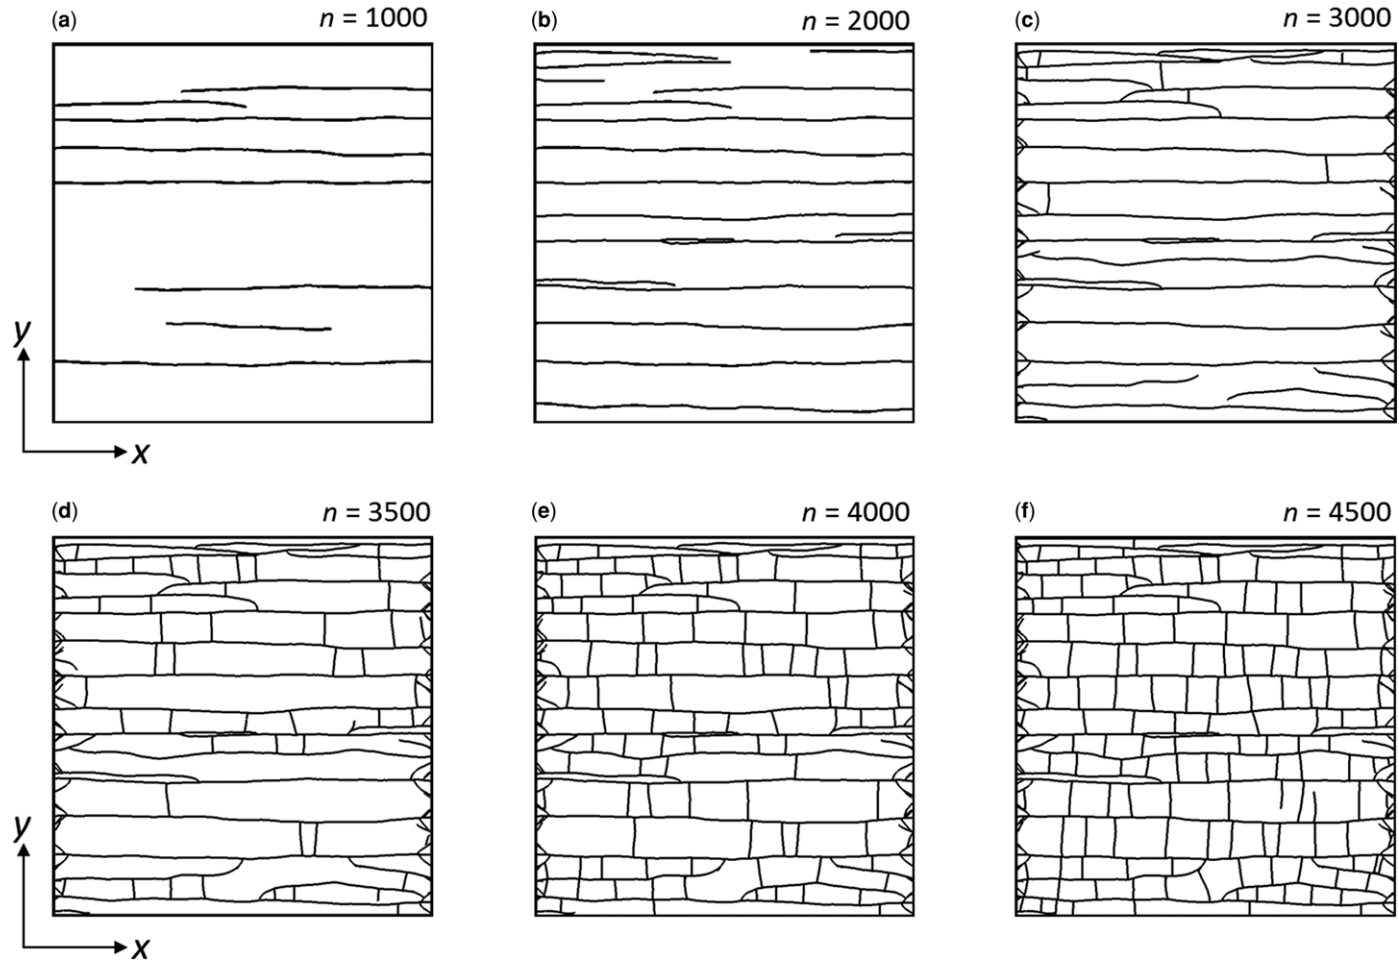 (a) n = 1000
(b) n = 2000
(c) n = 3000
y
x
(d) n = 3500
(e) n = 4000
(f) n = 4500
y
x